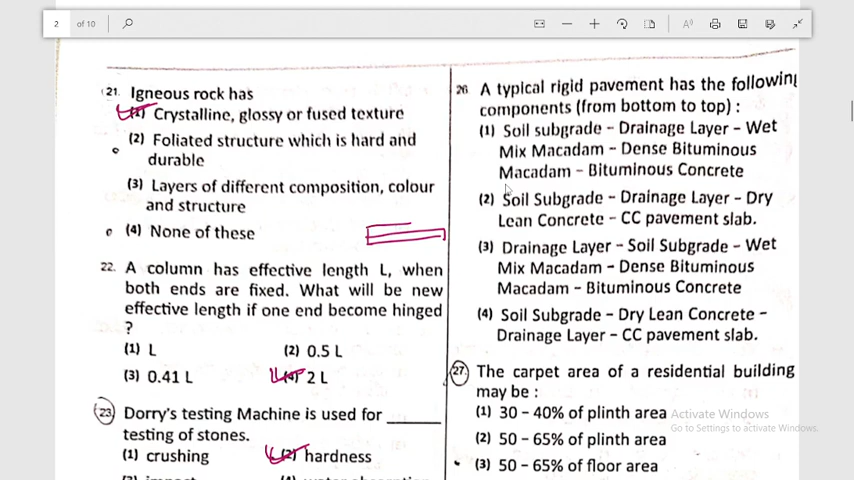 2 of 10
21. Igneous rock has
(1) Crystalline, glossy or fused texture
(2) Foliated structure which is hard and
durable
(3) Layers of different composition, colour
and structure
(4) None of these
22. A column has effective length L, when
both ends are fixed. What will be new
effective length if one end become hinged
?
(1) L (2) 0.5 L
(3) 0.41 L (4) 2 L
23. Dorry's testing Machine is used for ______
testing of stones.
(1) crushing (2) hardness
26. A typical rigid pavement has the following
components (from bottom to top) :
(1) Soil subgrade – Drainage Layer – Wet
Mix Macadam – Dense Bituminous
Macadam – Bituminous Concrete
(2) Soil Subgrade – Drainage Layer – Dry
Lean Concrete – CC pavement slab.
(3) Drainage Layer – Soil Subgrade – Wet
Mix Macadam – Dense Bituminous
Macadam – Bituminous Concrete
(4) Soil Subgrade – Dry Lean Concrete –
Drainage Layer – CC pavement slab.
27. The carpet area of a residential building
may be :
(1) 30 – 40% of plinth area
(2) 50 – 65% of plinth area
(3) 50 – 65% of floor area
Activate Windows
Go to Settings to activate Windows.